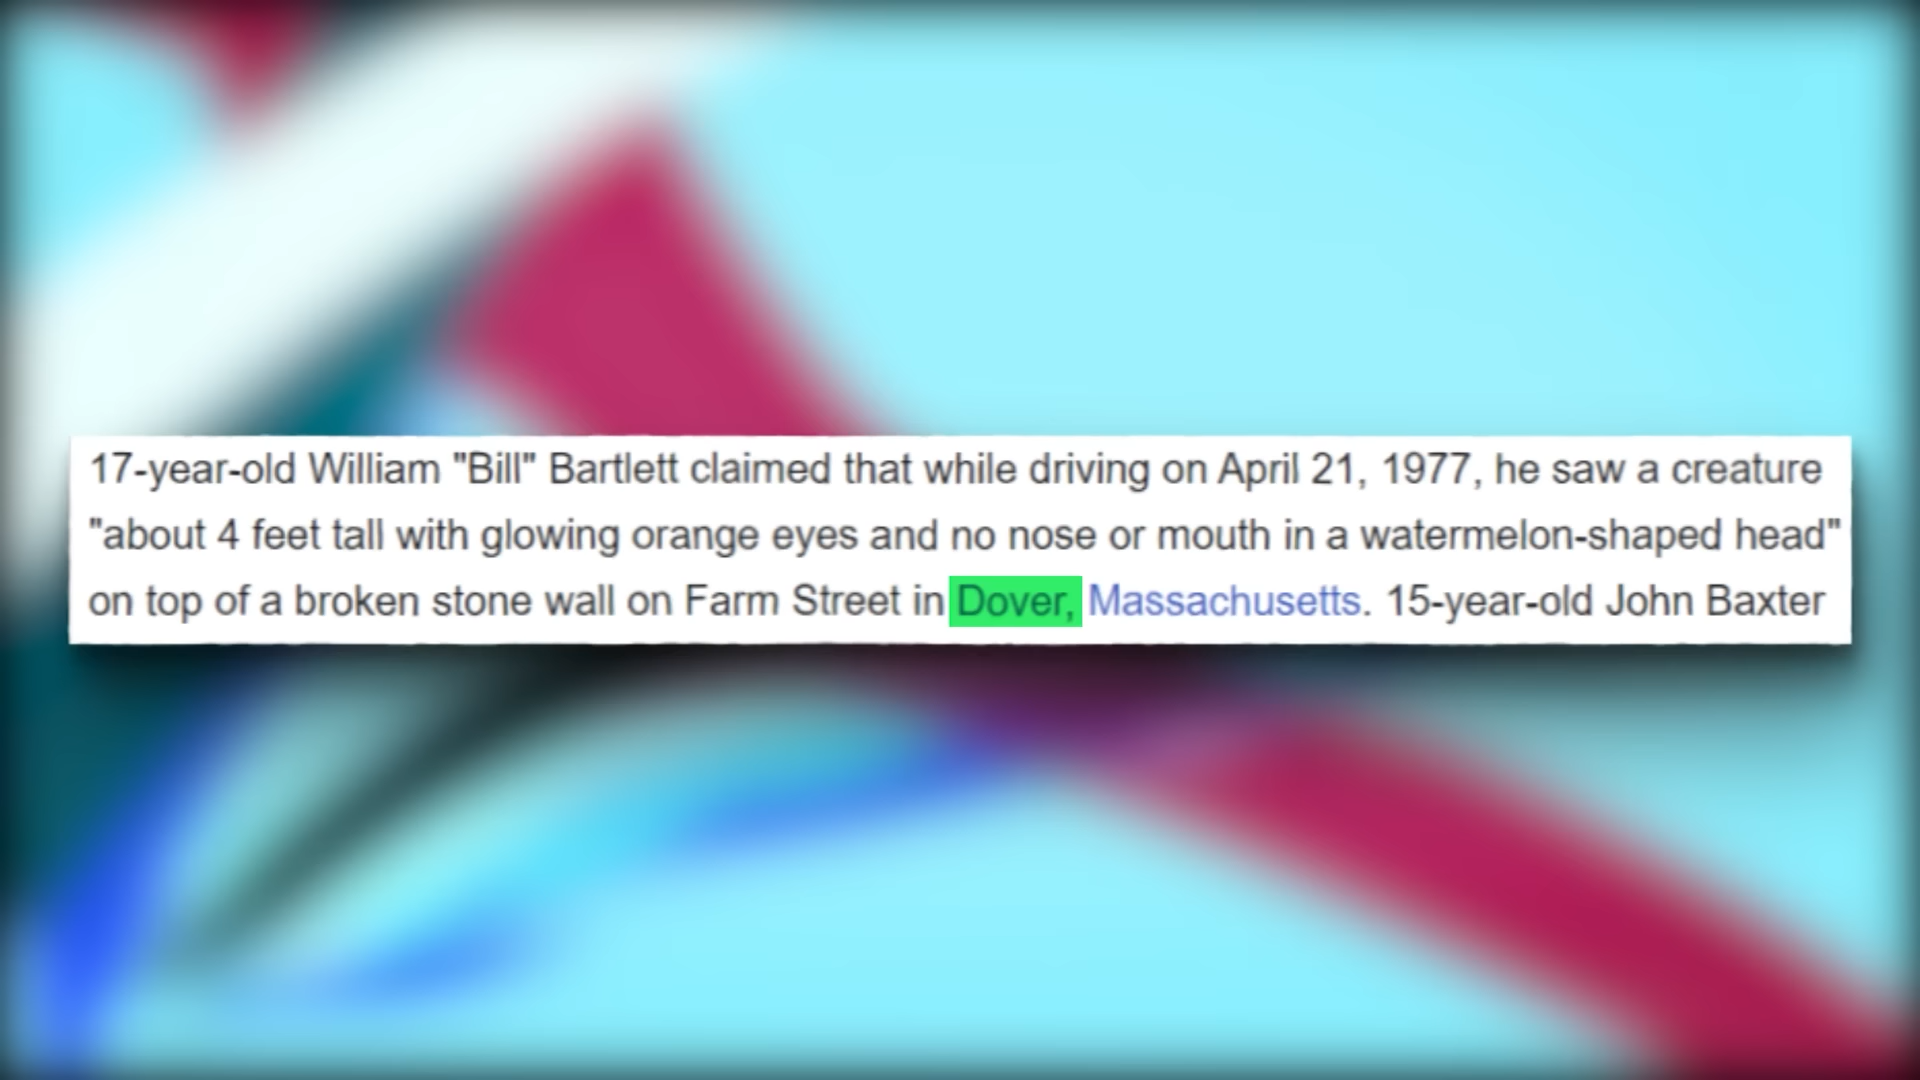 17-year-old William "Bill" Bartlett claimed that while driving on April 21, 1977, he saw a creature
"about 4 feet tall with glowing orange eyes and no nose or mouth in a watermelon-shaped head"
on top of a broken stone wall on Farm Street in Dover, Massachusetts. 15-year-old John Baxter